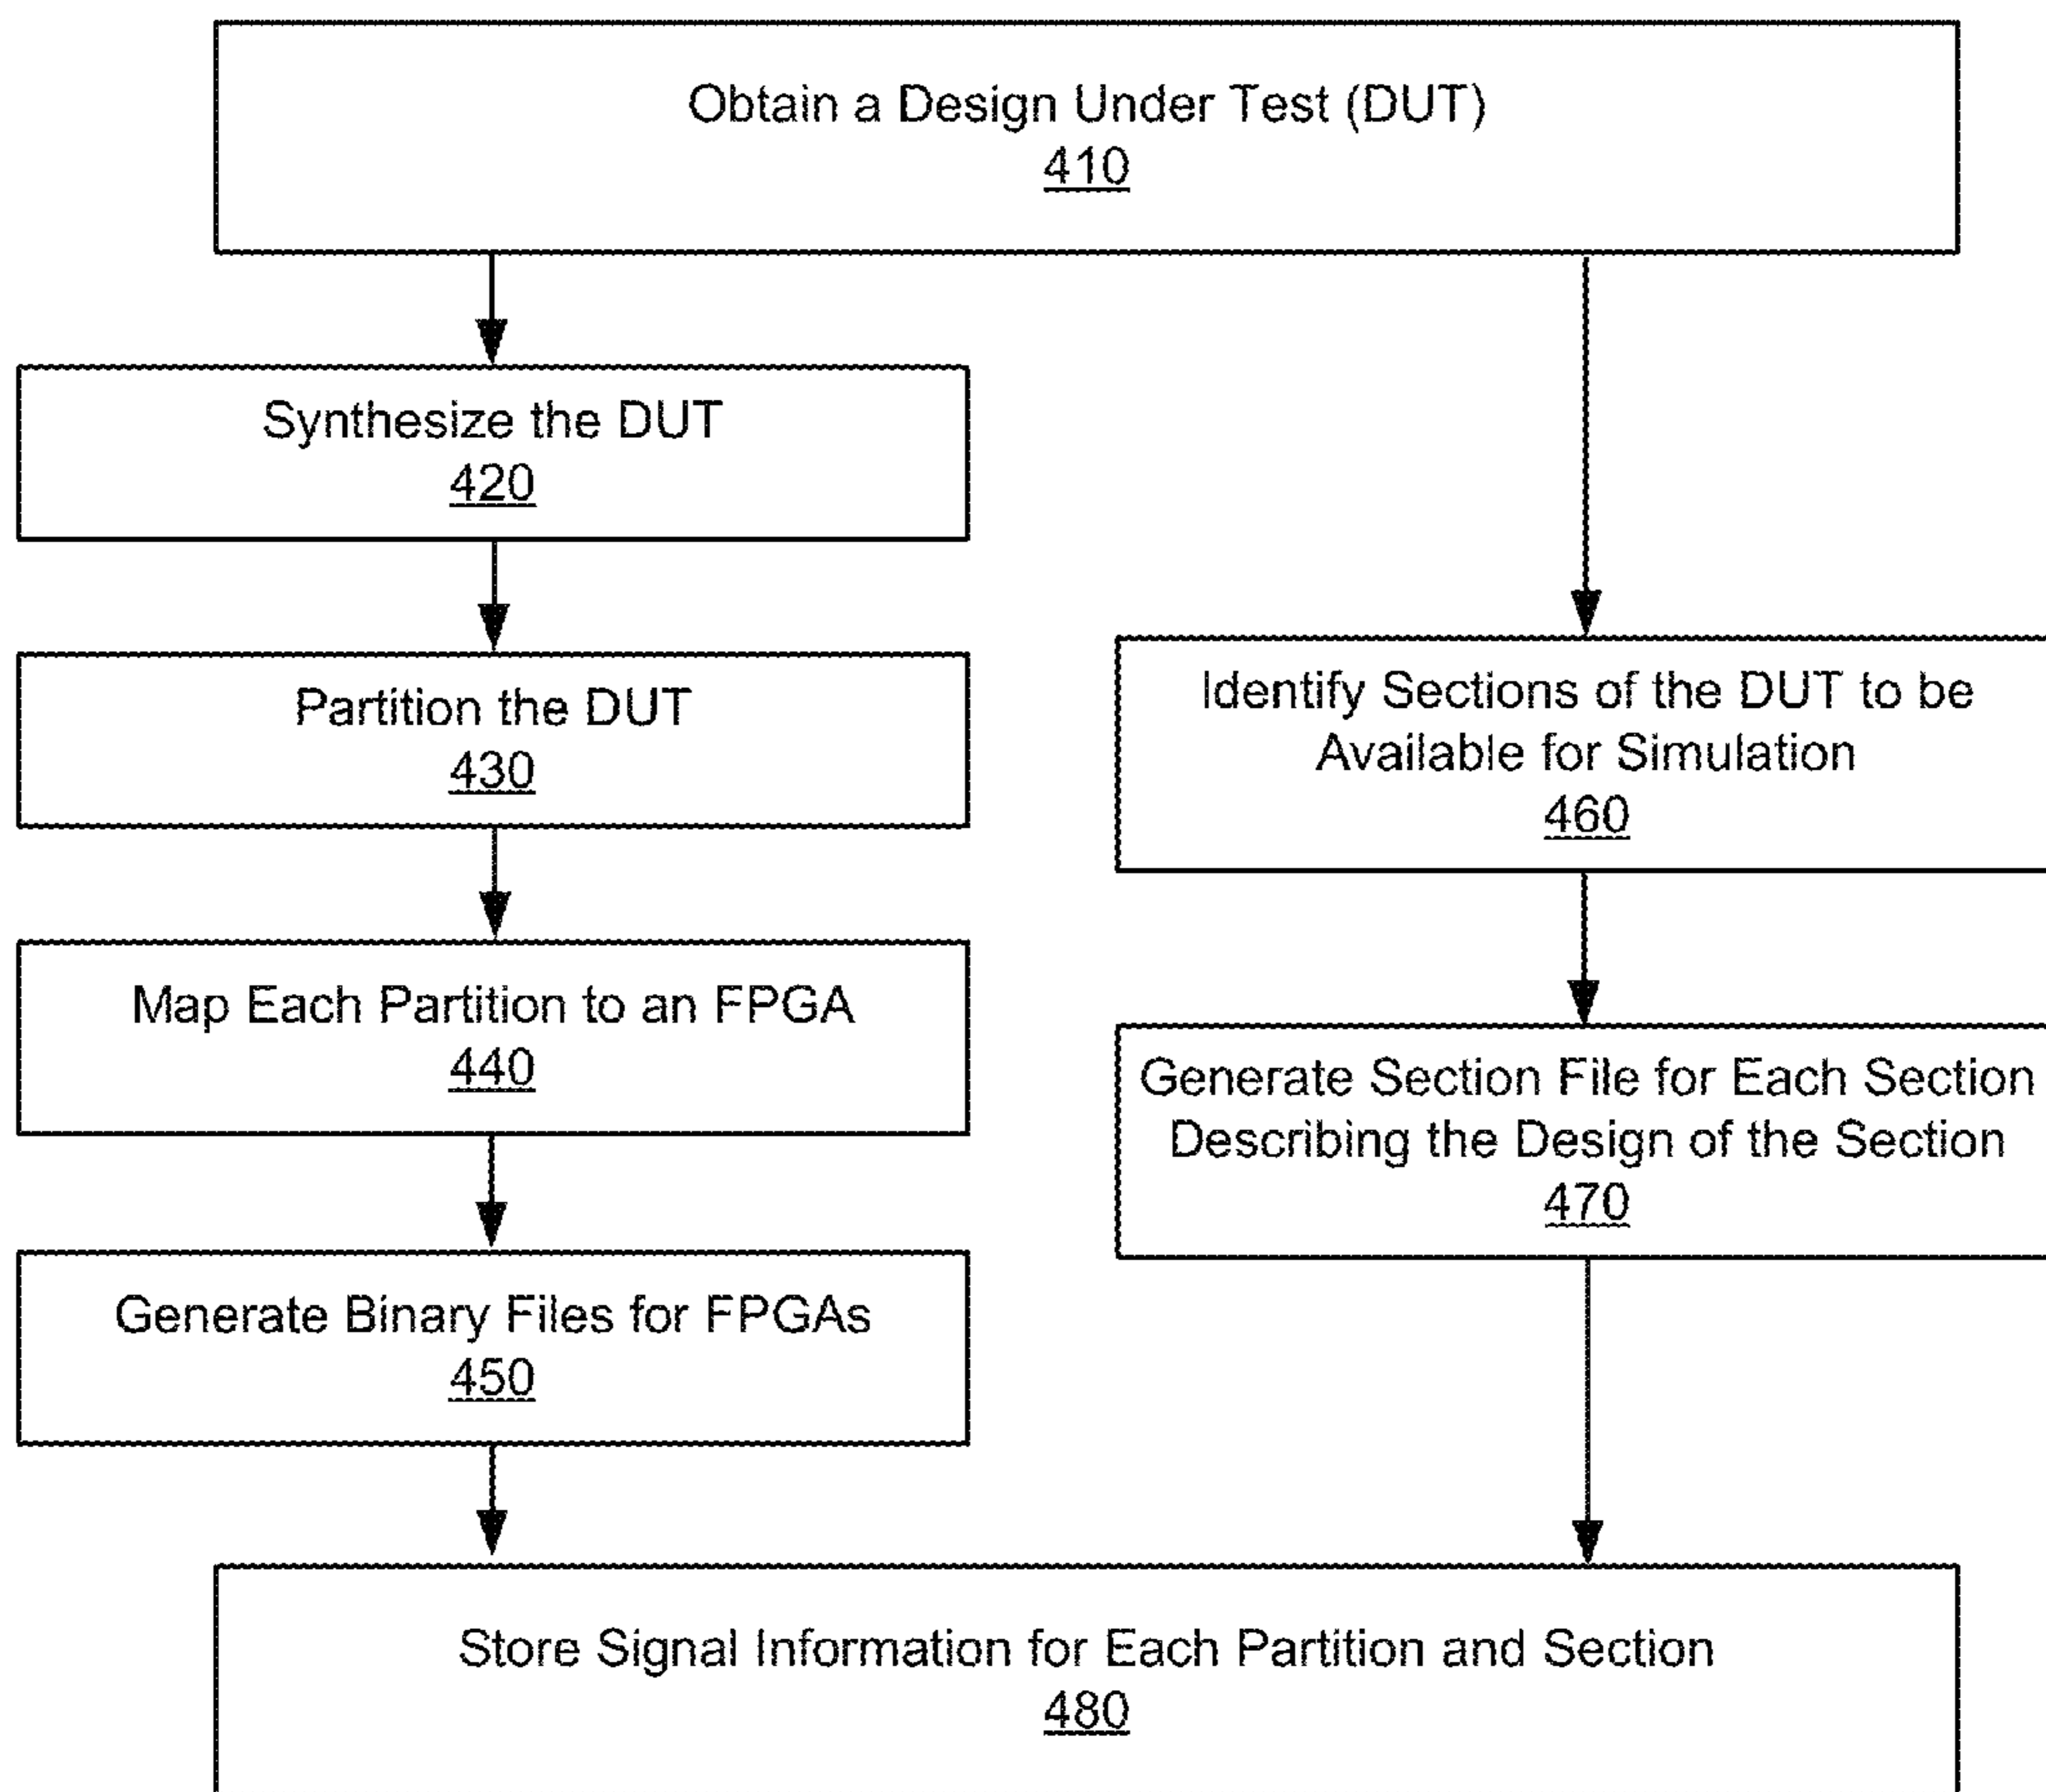 Obtain a Design Under Test (DUT)
410
Synthesize the DUT
420
Partition the DUT
430
Map Each Partition to an FPGA
440
Generate Binary Files for FPGAs
450
Identify Sections of the DUT to be
Available for Simulation
460
Generate Section File for Each Section
Describing the Design of the Section
470
Store Signal Information for Each Partition and Section
480